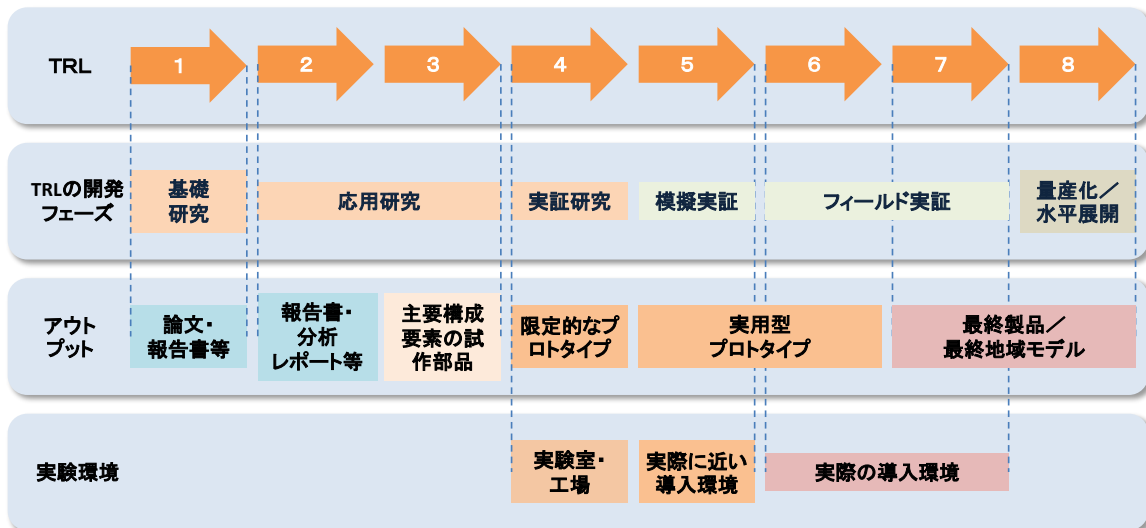 TRL
1
2
3
4
5
6
7
8
TRLの開発
フェーズ
基礎
研究
応用研究
実証研究
模擬実証
フィールド実証
量産化／
水平展開
アウト
プット
論文・
報告書等
報告書・
分析
レポート等
主要構成
要素の試
作部品
限定的なプ
ロトタイプ
実用型
プロトタイプ
最終製品／
最終地域モデル
実験環境
実験室・
工場
実際に近い
導入環境
実際の導入環境